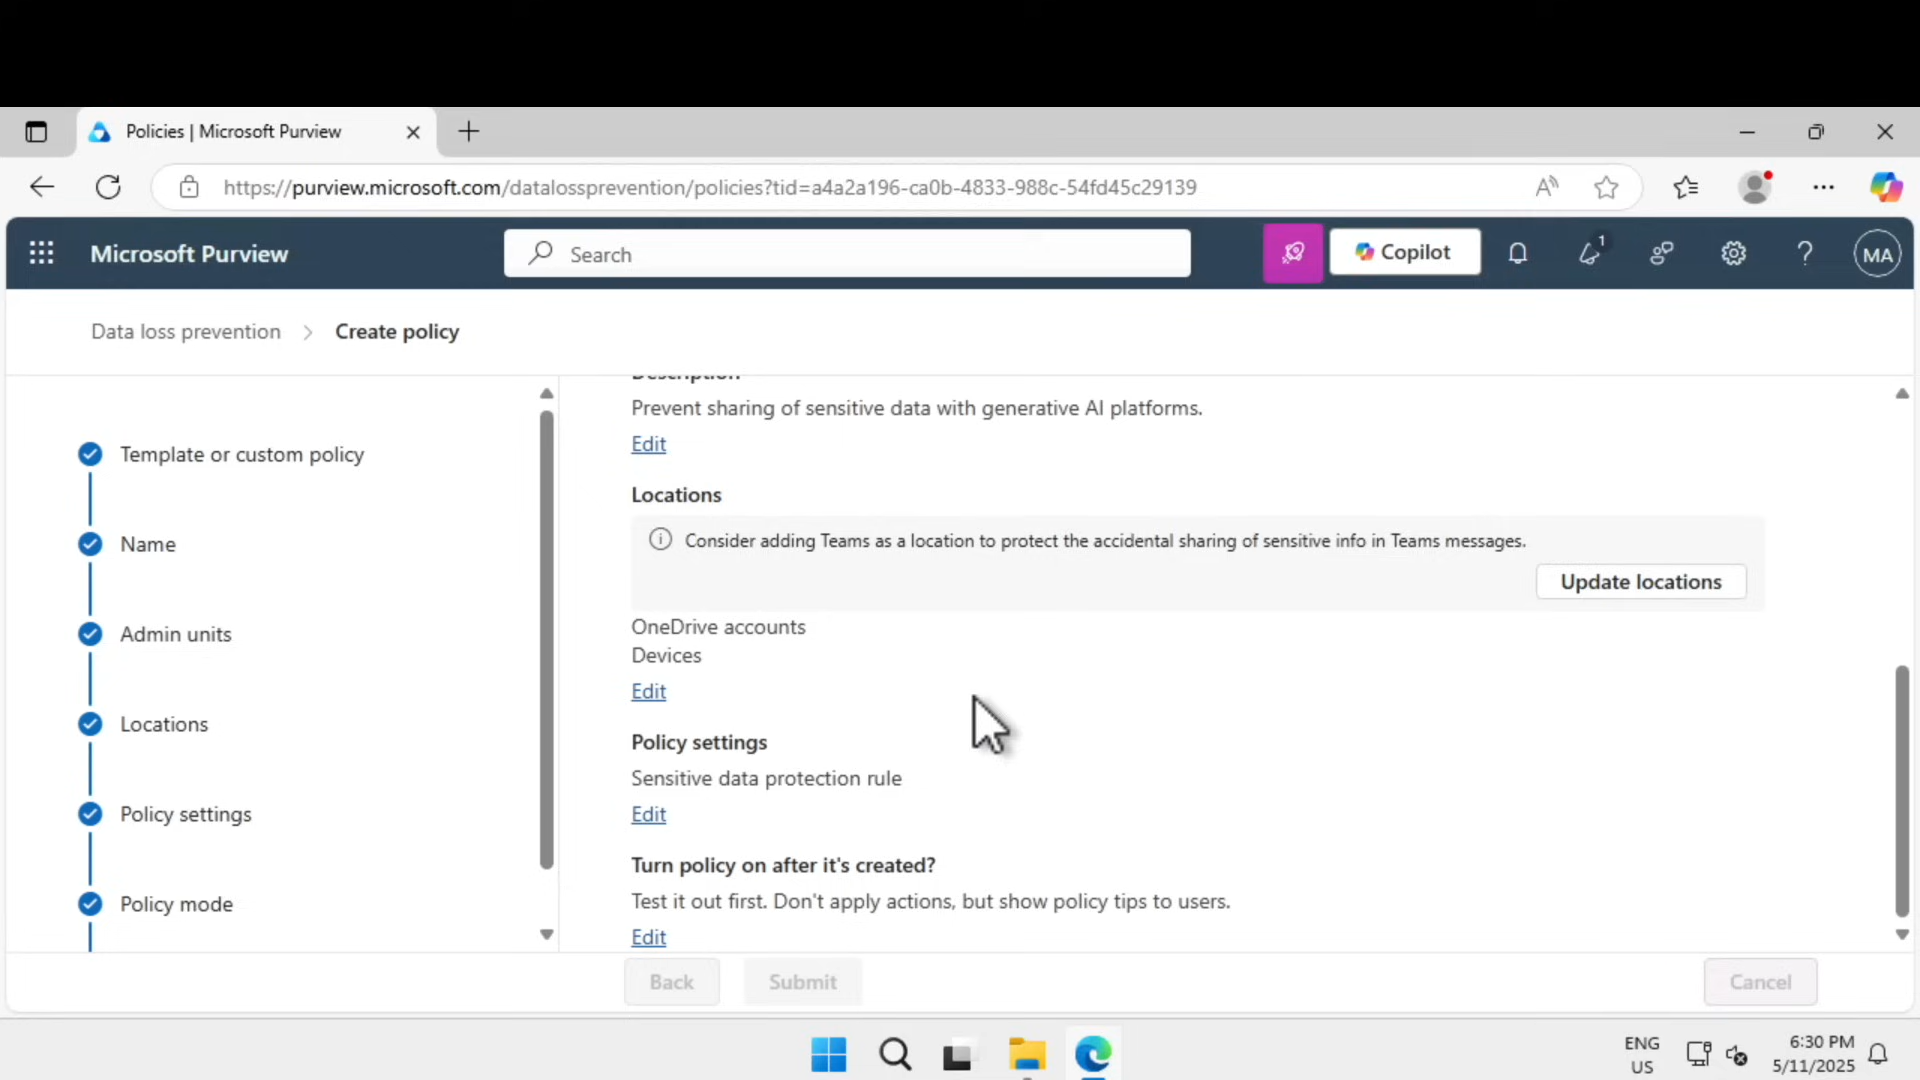 Policies | Microsoft Purview
https://purview.microsoft.com/datalossprevention/policies?tid=a4a2a196-ca0b-4833-988c-54fd45c29139
Microsoft Purview
Search
Copilot
1
MA
Data loss prevention
Create policy
Template or custom policy
Name
Admin units
Locations
Policy settings
Policy mode
Description
Prevent sharing of sensitive data with generative AI platforms.
Edit
Locations
Consider adding Teams as a location to protect the accidental sharing of sensitive info in Teams messages.
Update locations
OneDrive accounts
Devices
Edit
Policy settings
Sensitive data protection rule
Edit
Turn policy on after it's created?
Test it out first. Don't apply actions, but show policy tips to users.
Edit
Back
Submit
Cancel
ENG
US
6:30 PM
5/11/2025